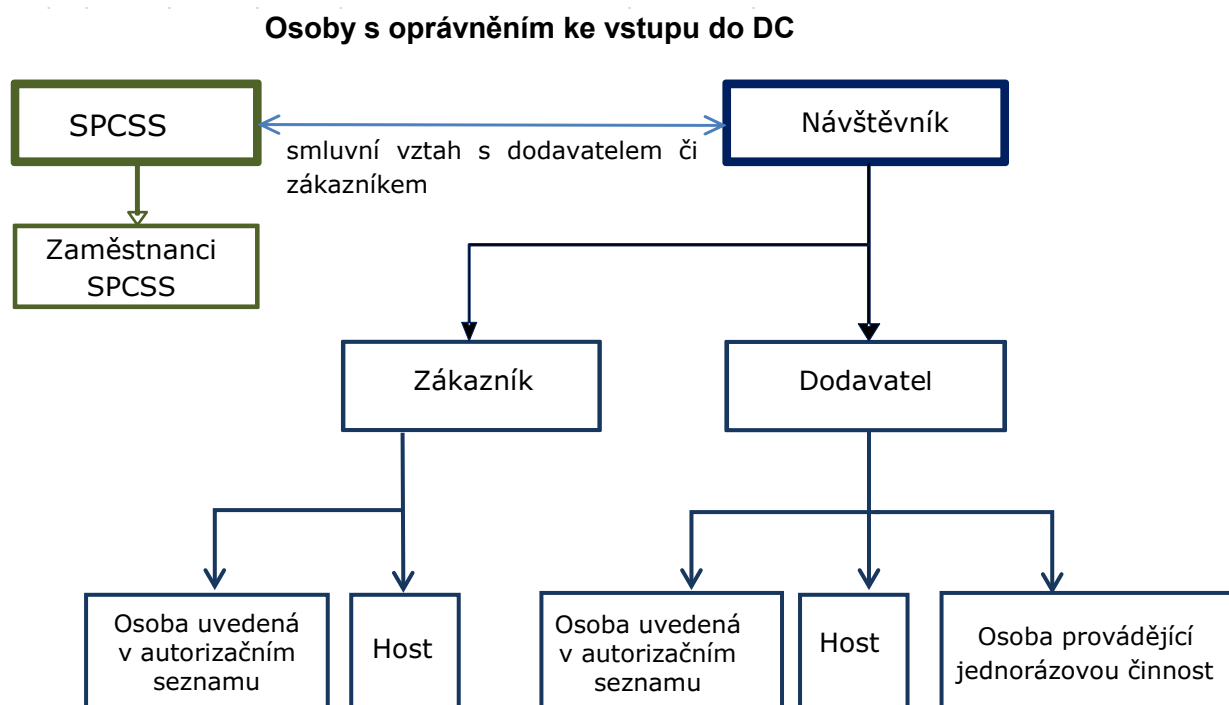 Osoby s oprávněním ke vstupu do DC
SPCSS
Návštěvník
smluvní vztah s dodavatelem či
zákazníkem
Zaměstnanci
SPCSS
Zákazník
Dodavatel
Osoba uvedená
v autorizačním
seznamu
Host
Osoba uvedená
v autorizačním
seznamu
Host
Osoba provádějící
jednorázovou činnost